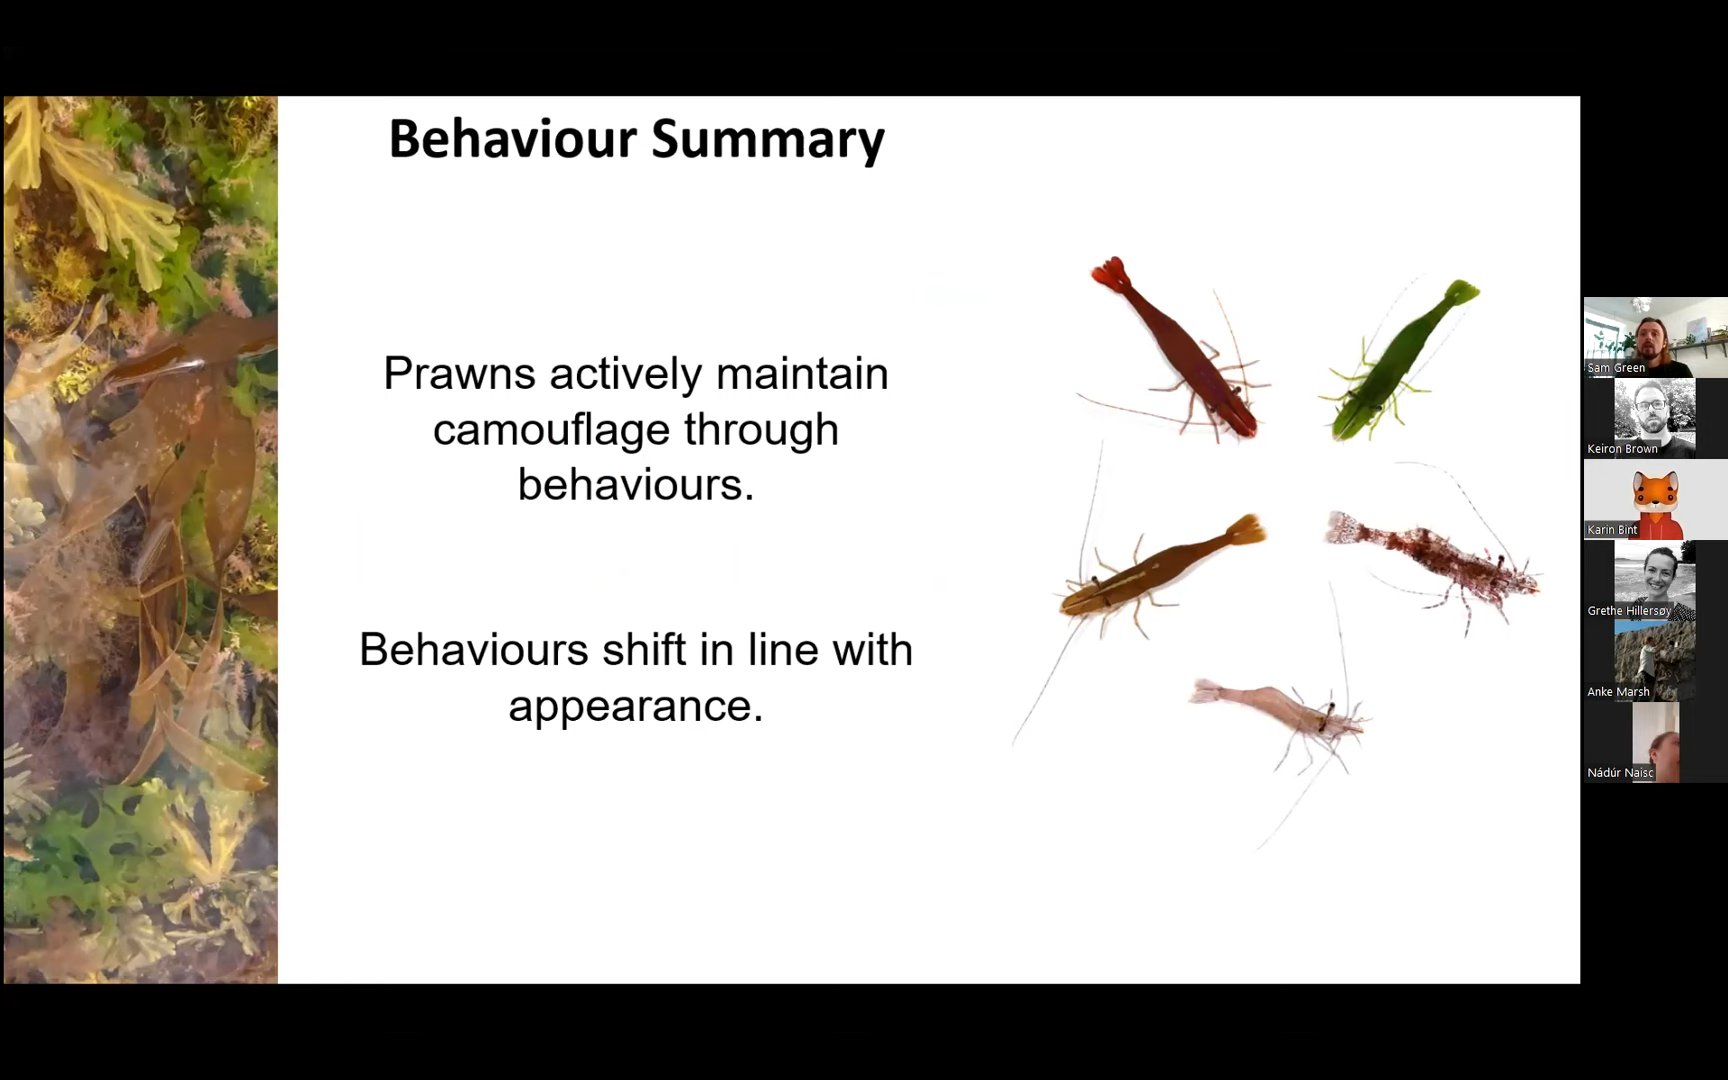 Behaviour Summary
Prawns actively maintain
camouflage through
behaviours.
Behaviours shift in line with
appearance.
Sam Green
Keiron Brown
Karin Bint
Grethe Hillersøy
Anke Marsh
Nádúr Naisc